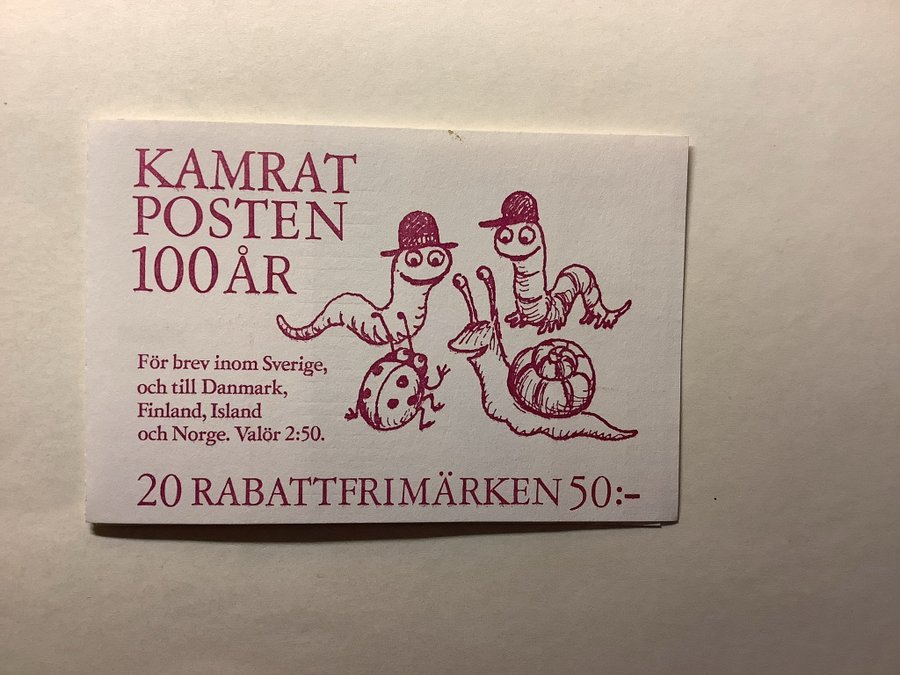 KAMRAT
POSTEN
100 ÅR
För brev inom Sverige,
och till Danmark,
Finland, Island
och Norge. Valör 2:50.
20 RABATTFRIMÄRKEN 50:-